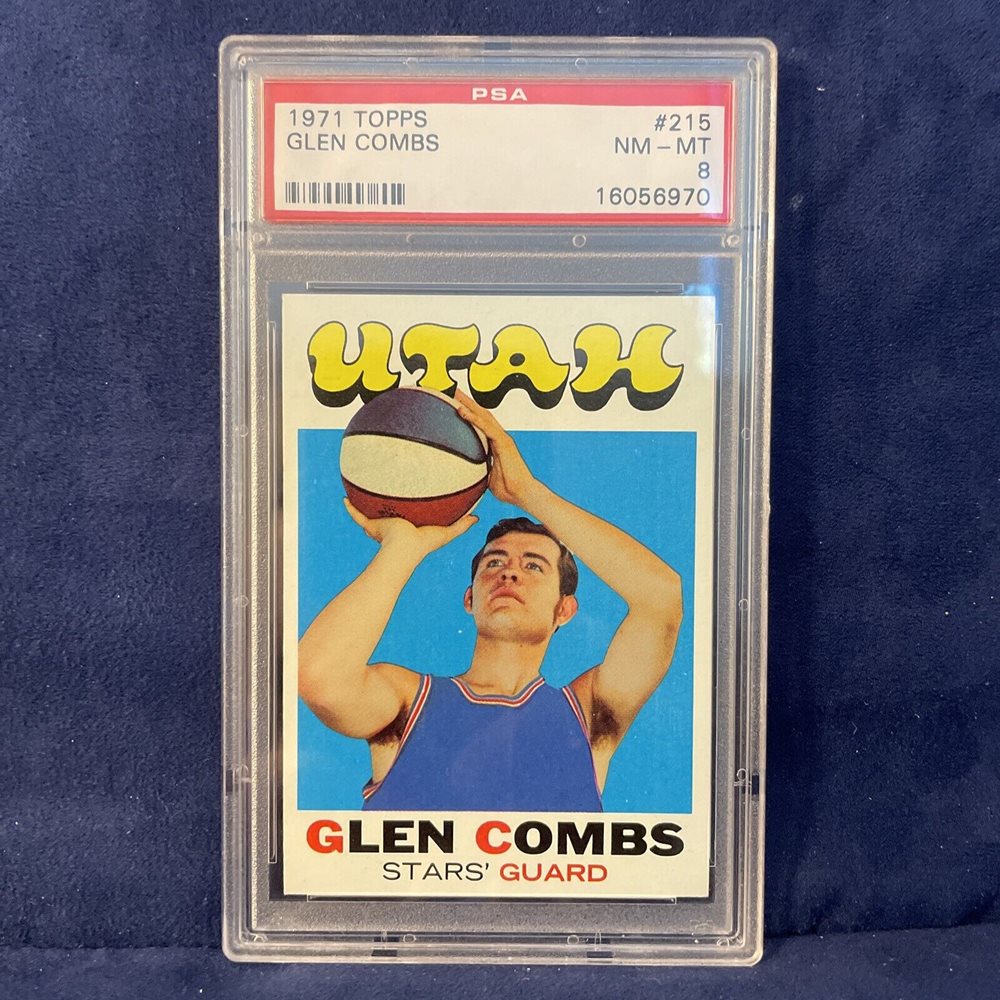 PSA
1971 TOPPS #215
GLEN COMBS NM – MT
8
16056970
UTAH
GLEN COMBS
STARS' GUARD